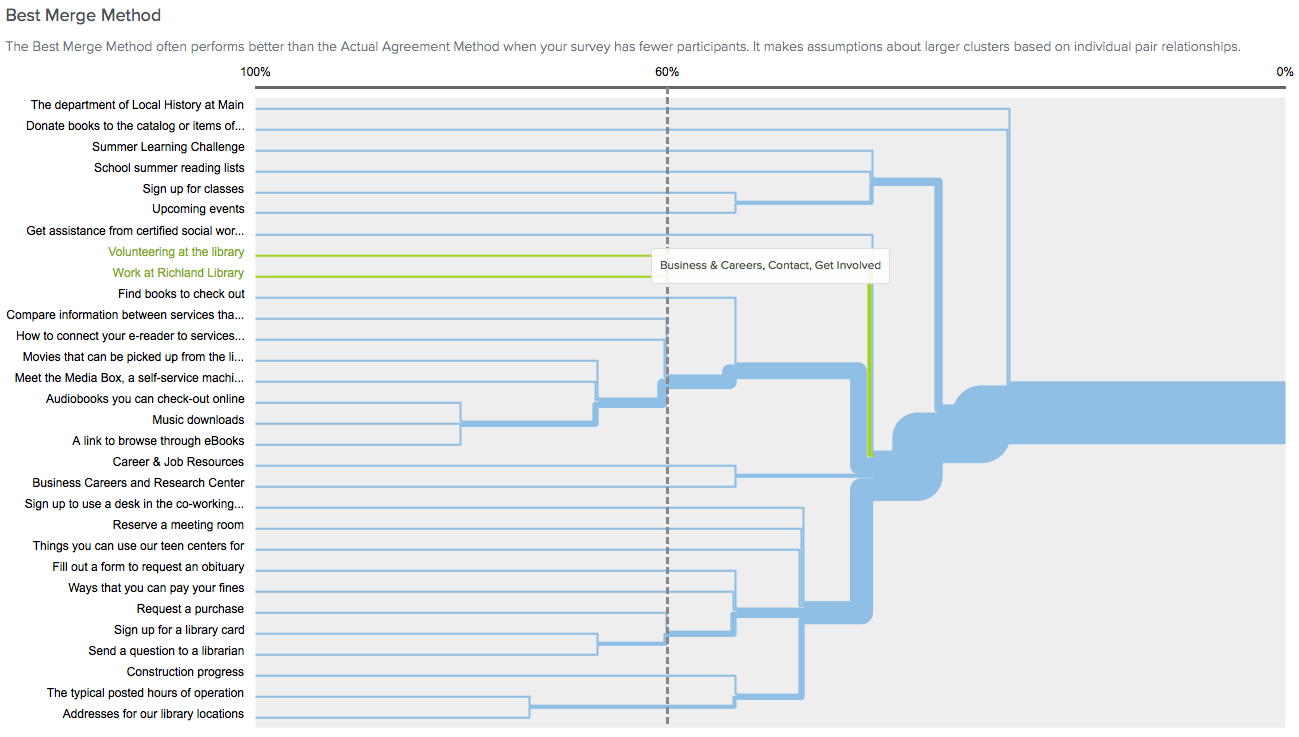 Best Merge Method
The Best Merge Method often performs better than the Actual Agreement Method when your survey has fewer participants. It makes assumptions about larger clusters based on individual pair relationships.
100% 60% 0%
The department of Local History at Main
Donate books to the catalog or items of...
Summer Learning Challenge
School summer reading lists
Sign up for classes
Upcoming events
Get assistance from certified social wor...
Volunteering at the library
Business & Careers, Contact, Get Involved
Work at Richland Library
Find books to check out
Compare information between services tha...
How to connect your e-reader to services...
Movies that can be picked up from the li...
Meet the Media Box, a self-service machi...
Audiobooks you can check-out online
Music downloads
A link to browse through eBooks
Career & Job Resources
Business Careers and Research Center
Sign up to use a desk in the co-working...
Reserve a meeting room
Things you can use our teen centers for
Fill out a form to request an obituary
Ways that you can pay your fines
Request a purchase
Sign up for a library card
Send a question to a librarian
Construction progress
The typical posted hours of operation
Addresses for our library locations